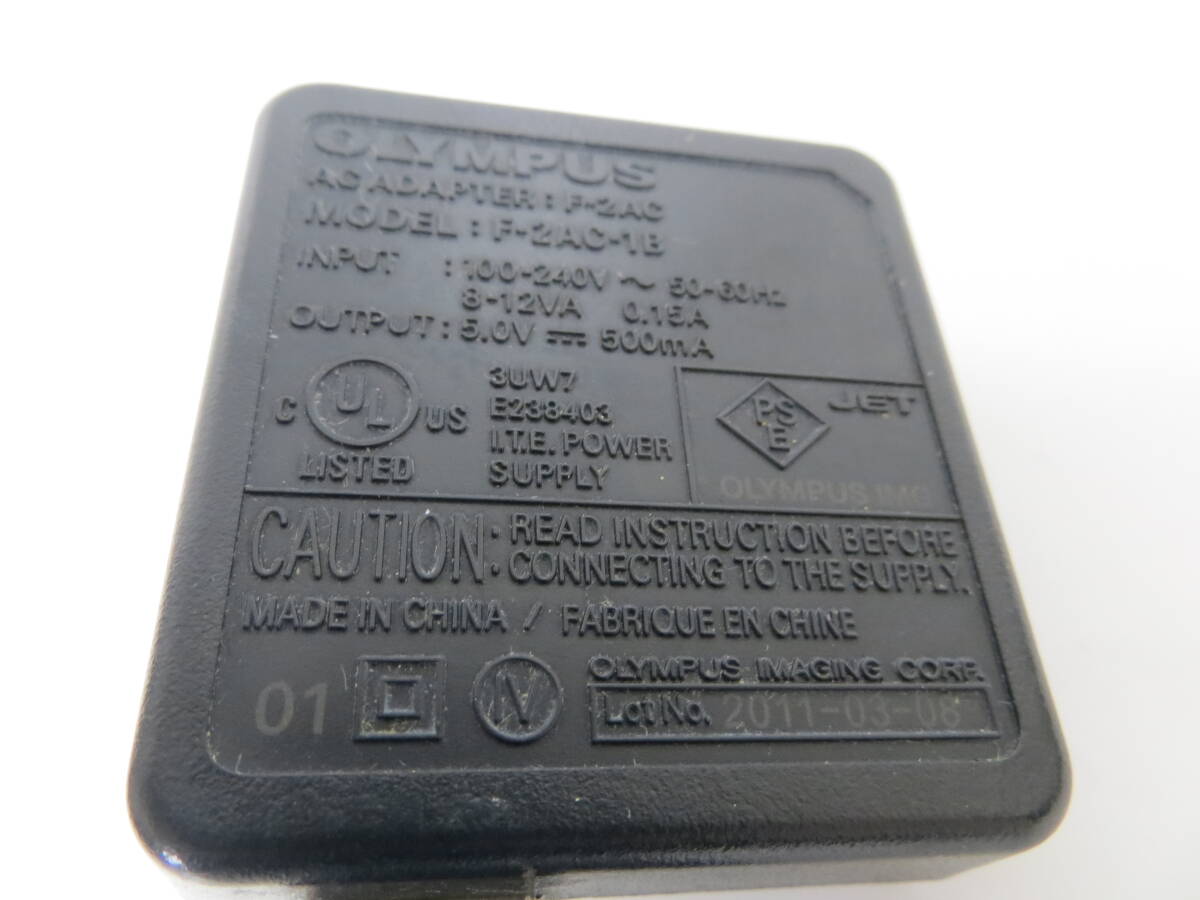 OLYMPUS
AC ADAPTER : F-2AC
MODEL : F-2AC-1B
INPUT : 100-240V ~ 50-60Hz
8-12VA 0.15A
OUTPUT : 5.0V ⎓ 500mA
C UL US
LISTED
3UW7
E238403
I.T.E. POWER
SUPPLY
PS
E
JET
OLYMPUS IMG
CAUTION:
READ INSTRUCTION BEFORE
CONNECTING TO THE SUPPLY.
MADE IN CHINA / FABRIQUE EN CHINE
01
V
OLYMPUS IMAGING CORP.
Lot No. 2011-03-08